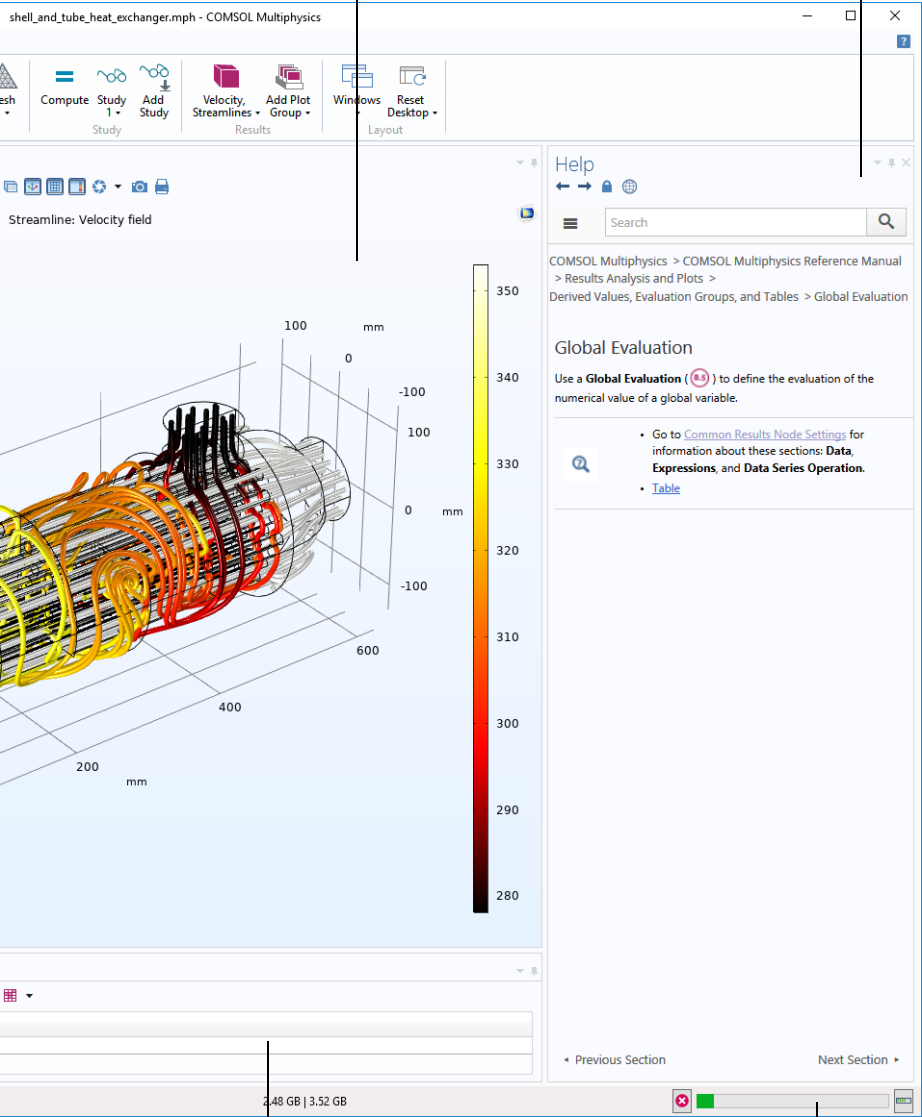 shell_and_tube_heat_exchanger.mph - COMSOL Multiphysics
?
esh
Compute
Study
1
Add
Study
Study
Velocity,
Streamlines
Add Plot
Group
Results
Windows
Reset
Desktop
Layout
Streamline: Velocity field
350
340
330
320
310
300
290
280
100
mm
0
-100
100
0
mm
-100
600
400
200
mm
Help
Search
COMSOL Multiphysics > COMSOL Multiphysics Reference Manual
> Results Analysis and Plots >
Derived Values, Evaluation Groups, and Tables > Global Evaluation
Global Evaluation
Use a Global Evaluation ( 8.5 ) to define the evaluation of the
numerical value of a global variable.
• Go to Common Results Node Settings for
information about these sections: Data,
Expressions, and Data Series Operation.
• Table
Previous Section
Next Section
2.48 GB | 3.52 GB